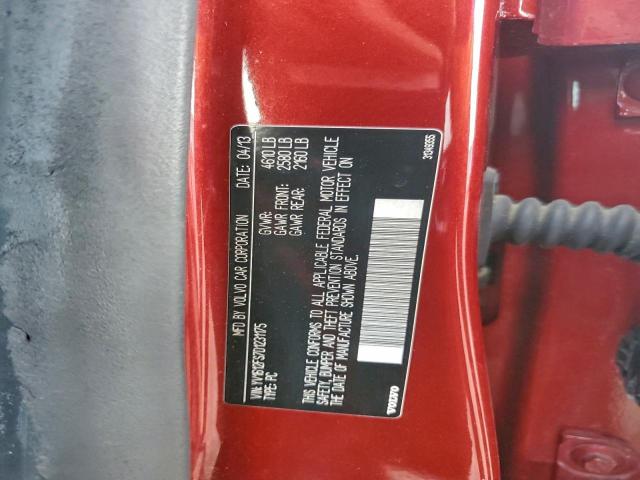 MFD BY VOLVO CAR CORPORATION DATE: 04/13
GVWR: 4610 LB
GAWR FRONT: 2580 LB
GAWR REAR: 2160 LB
TYPE: PC
THIS VEHICLE CONFORMS TO ALL APPLICABLE FEDERAL MOTOR VEHICLE
SAFETY, BUMPER AND THEFT PREVENTION STANDARDS IN EFFECT ON
THE DATE OF MANUFACTURE SHOWN ABOVE.
VOLVO